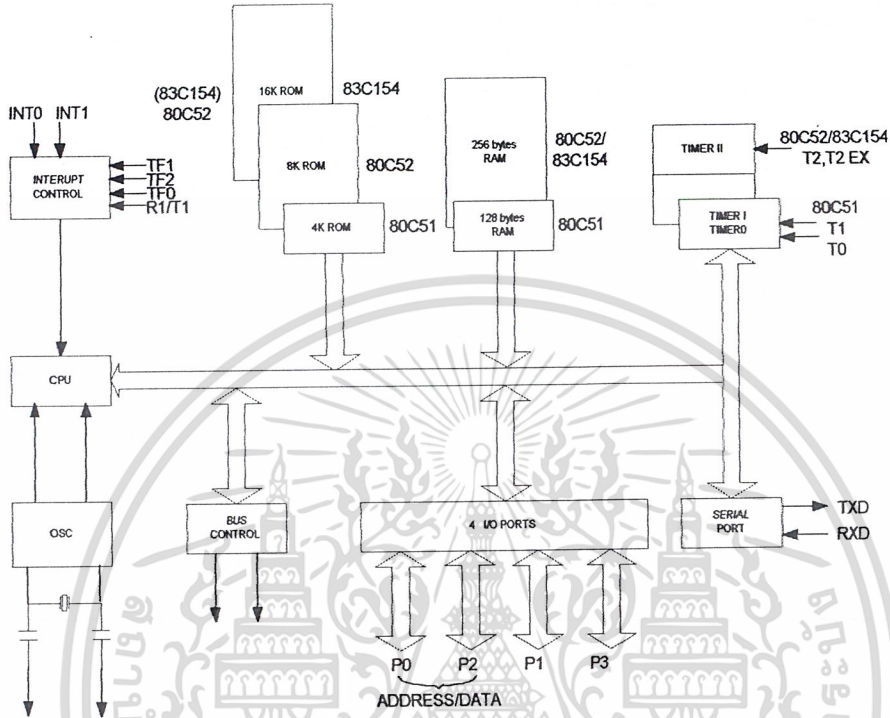 (83C154)
80C52
16K ROM
83C154
8K ROM
80C52
4K ROM
80C51
256 bytes
RAM
80C52/
83C154
128 bytes
RAM
80C51
TIMER II
80C52/83C154
T2,T2 EX
TIMER I
TIMER0
80C51
T1
T0
INT0 INT1
INTERUPT
CONTROL
TF1
TF2
TF0
R1/T1
CPU
OSC
BUS
CONTROL
4 I/O PORTS
SERIAL
PORT
TXD
RXD
P0 P2 P1 P3
ADDRESS/DATA